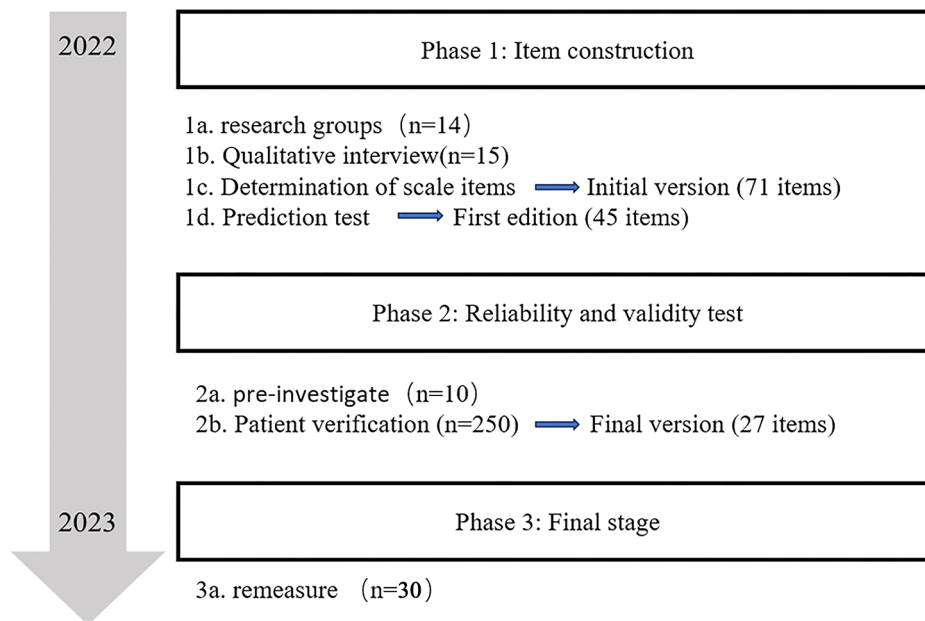 2022
Phase 1: Item construction
1a. research groups（n=14）
1b. Qualitative interview(n=15)
1c. Determination of scale items Initial version (71 items)
1d. Prediction test First edition (45 items)
Phase 2: Reliability and validity test
2a. pre-investigate（n=10）
2b. Patient verification (n=250) Final version (27 items)
2023
Phase 3: Final stage
3a. remeasure（n=30）